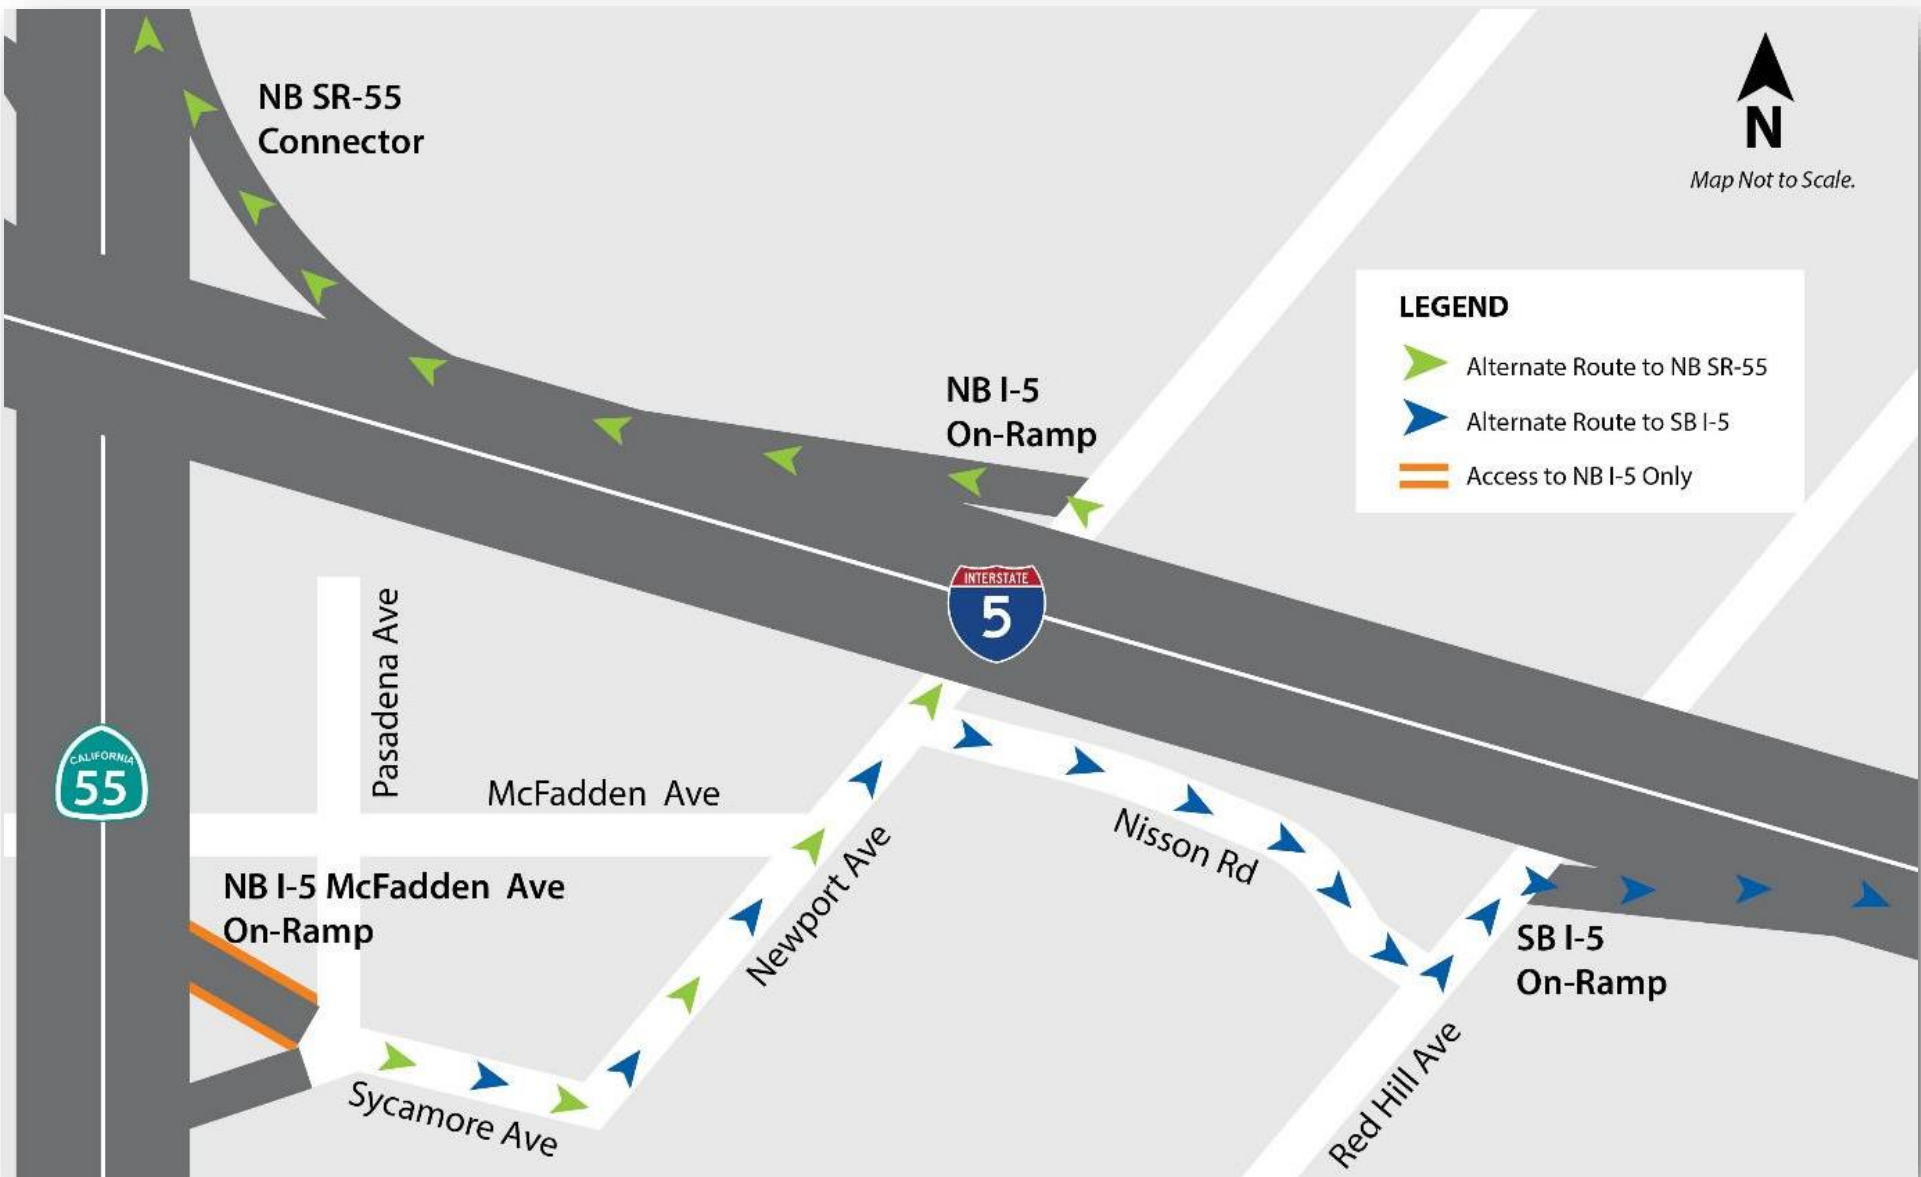 NB SR-55
Connector
N
Map Not to Scale.
LEGEND
Alternate Route to NB SR-55
Alternate Route to SB I-5
Access to NB I-5 Only
NB I-5
On-Ramp
INTERSTATE
5
Pasadena Ave
CALIFORNIA
55
McFadden Ave
Newport Ave
Nisson Rd
NB I-5 McFadden Ave
On-Ramp
SB I-5
On-Ramp
Sycamore Ave
Red Hill Ave